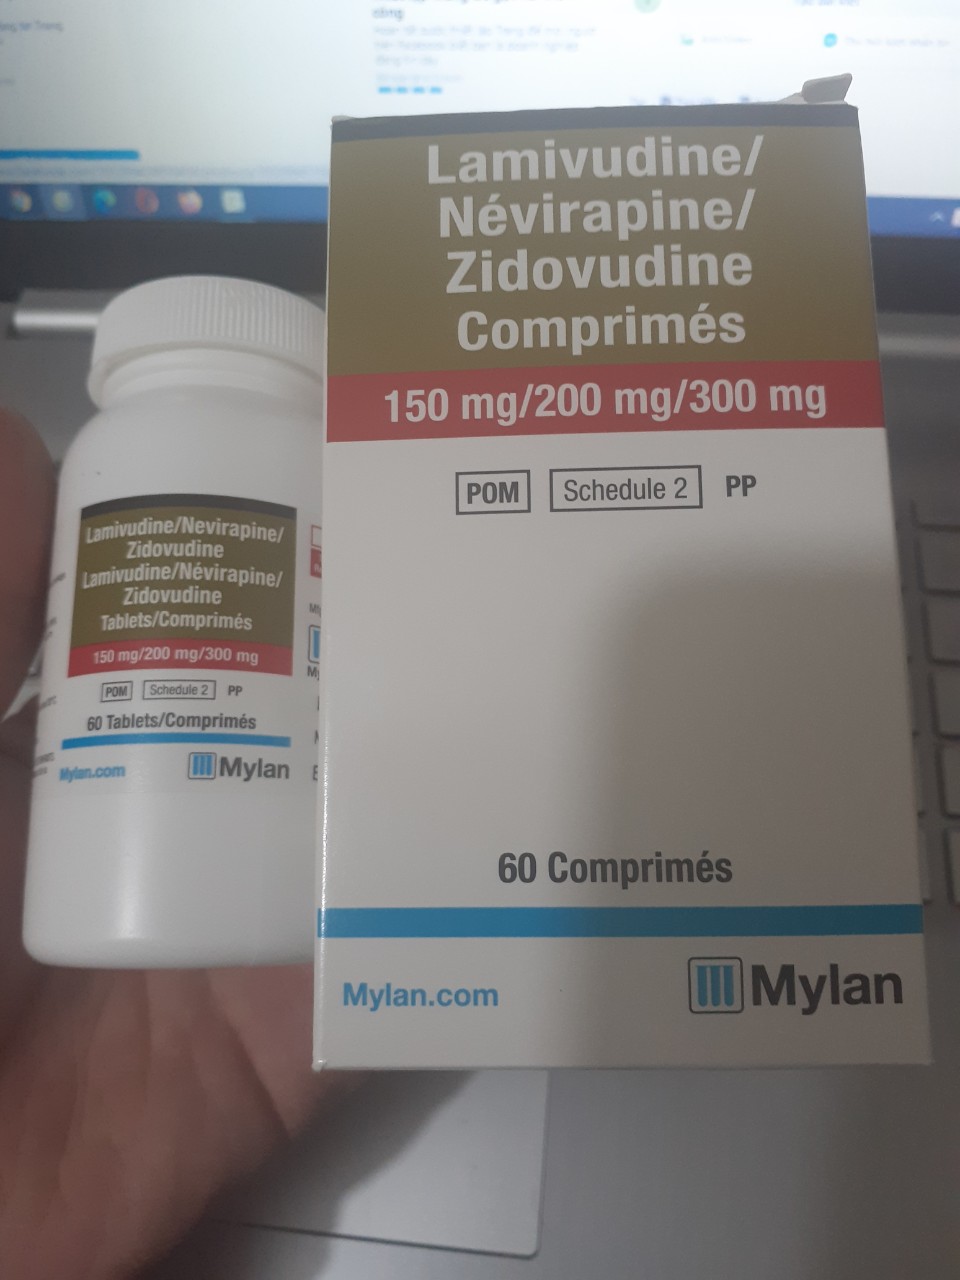 Lamivudine/
Névirapine/
Zidovudine
Comprimés
150 mg/200 mg/300 mg
POM Schedule 2 PP
60 Comprimés
Mylan.com Mylan
Lamivudine/Nevirapine/
Zidovudine
Lamivudine/Névirapine/
Zidovudine
Tablets/Comprimés
150 mg/200 mg/300 mg
POM Schedule 2 PP
60 Tablets/Comprimés
Mylan.com Mylan